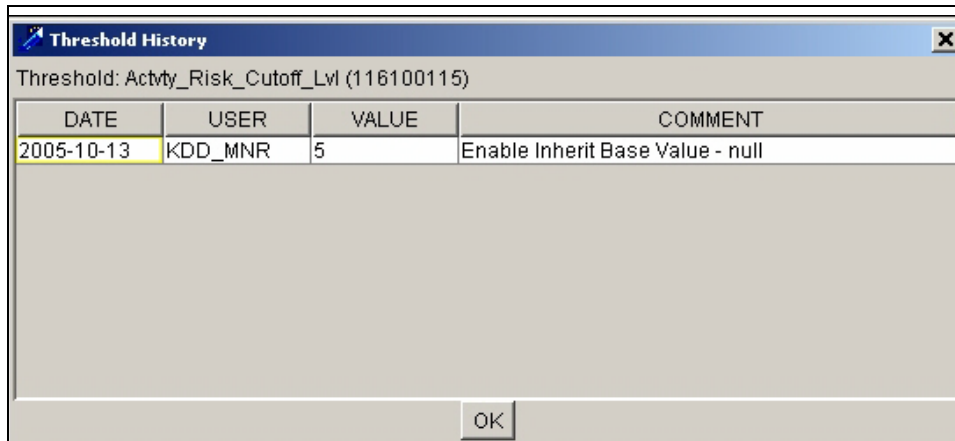 Threshold History
Threshold: Actvty_Risk_Cutoff_Lvl (116100115)
DATE USER VALUE COMMENT
2005-10-13 KDD_MNR 5 Enable Inherit Base Value - null
OK